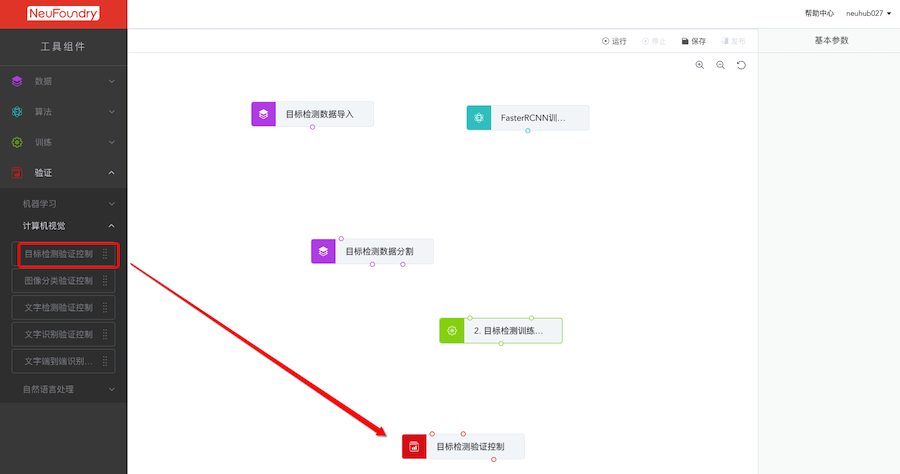 NeuFoundry
帮助中心
neuhub027
工具组件
运行
停止
保存
发布
基本参数
数据
算法
训练
验证
机器学习
计算机视觉
目标检测验证控制
图像分类验证控制
文字检测验证控制
文字识别验证控制
文字端到端识别...
自然语言处理
目标检测数据导入
FasterRCNN训...
目标检测数据分割
2. 目标检测训练...
目标检测验证控制